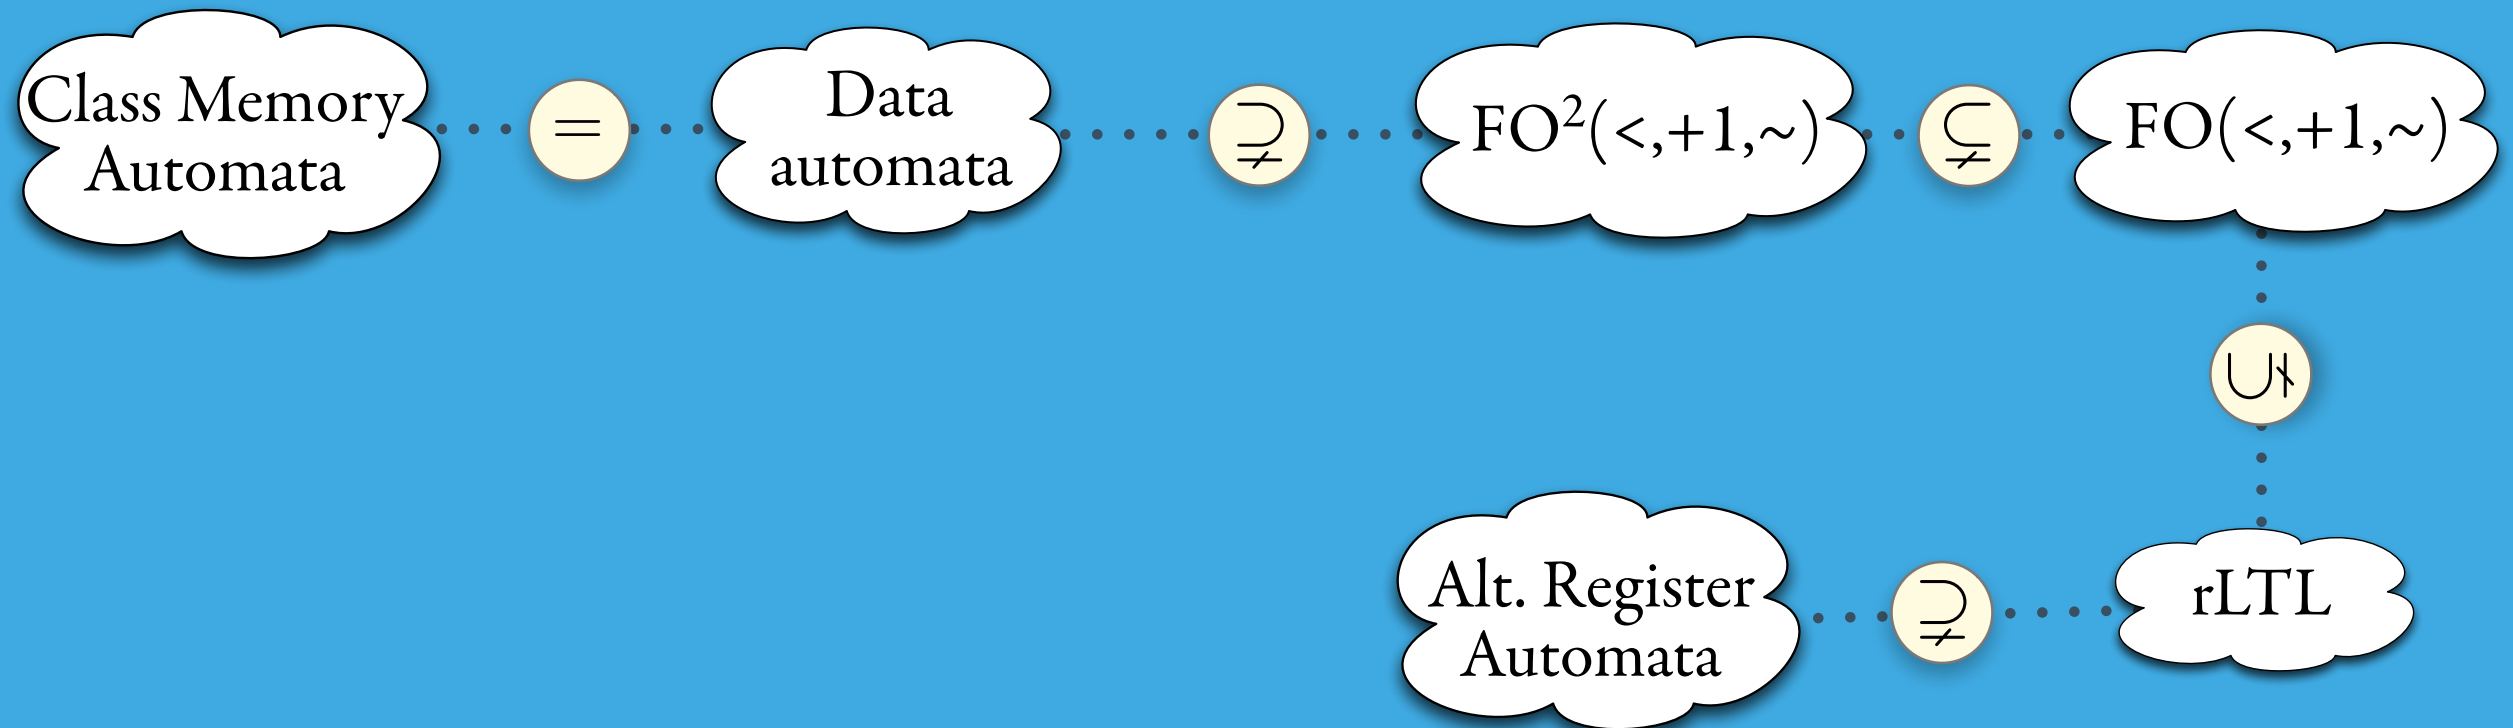 Class Memory
Automata
=
Data
automata
⊋
FO²(<,+1,~)
⊊
FO(<,+1,~)
⊊
Alt. Register
Automata
⊋
rLTL